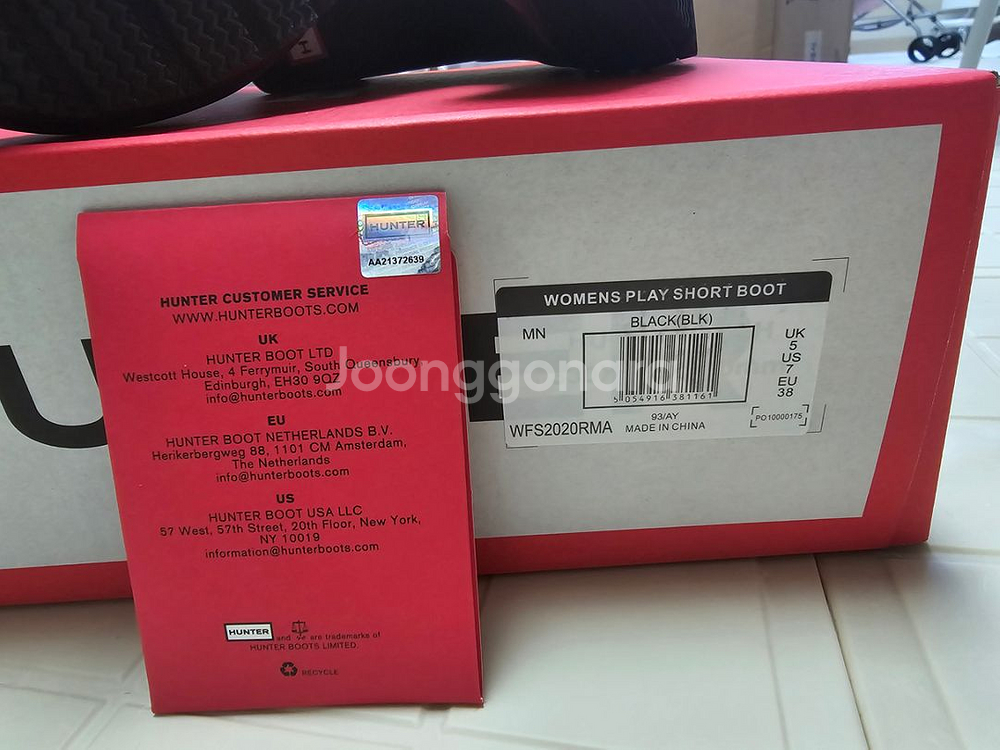 HUNTER
AA21372639
HUNTER CUSTOMER SERVICE
WWW.HUNTERBOOTS.COM
UK
HUNTER BOOT LTD
Westcott House, 4 Ferrymuir, South Queensbury
Edinburgh, EH30 9QZ
info@hunterboots.com
EU
HUNTER BOOT NETHERLANDS B.V.
Herikerbergweg 88, 1101 CM Amsterdam,
The Netherlands
info@hunterboots.com
US
HUNTER BOOT USA LLC
57 West, 57th Street, 20th Floor, New York,
NY 10019
information@hunterboots.com
HUNTER and are trademarks of
HUNTER BOOTS LIMITED
RECYCLE
WOMENS PLAY SHORT BOOT
MN
BLACK(BLK)
5 054916 381161
UK
5
US
7
EU
38
93/AY
PO10000175
WFS2020RMA MADE IN CHINA
Joonggonara